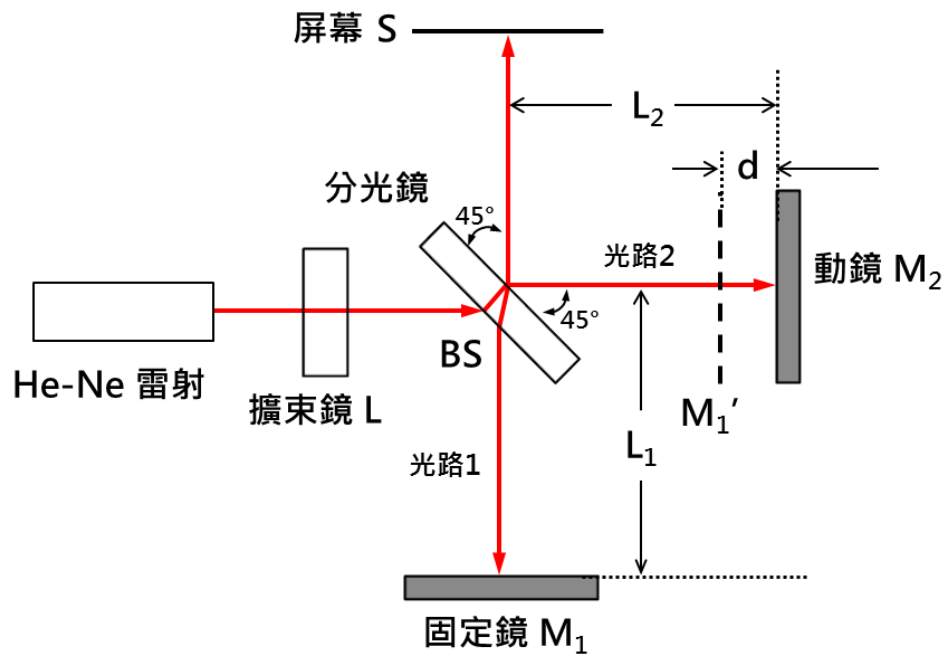 屏幕 S
L₂
d
分光鏡
45°
光路2
動鏡 M₂
45°
BS
He-Ne 雷射
擴束鏡 L
M₁’
L₁
光路1
固定鏡 M₁